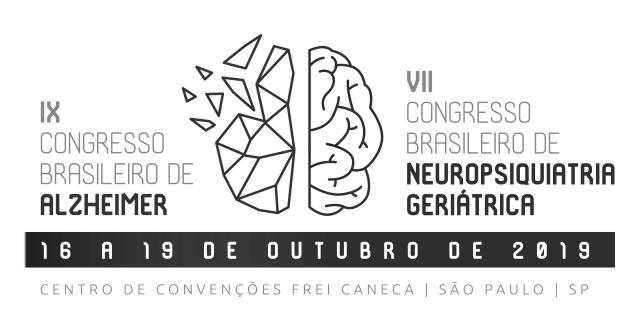 IX
CONGRESSO
BRASILEIRO DE
ALZHEIMER
VII
CONGRESSO
BRASILEIRO DE
NEUROPSIQUIATRIA
GERIÁTRICA
16 A 19 DE OUTUBRO DE 2019
CENTRO DE CONVENÇÕES FREI CANECA | SÃO PAULO | SP